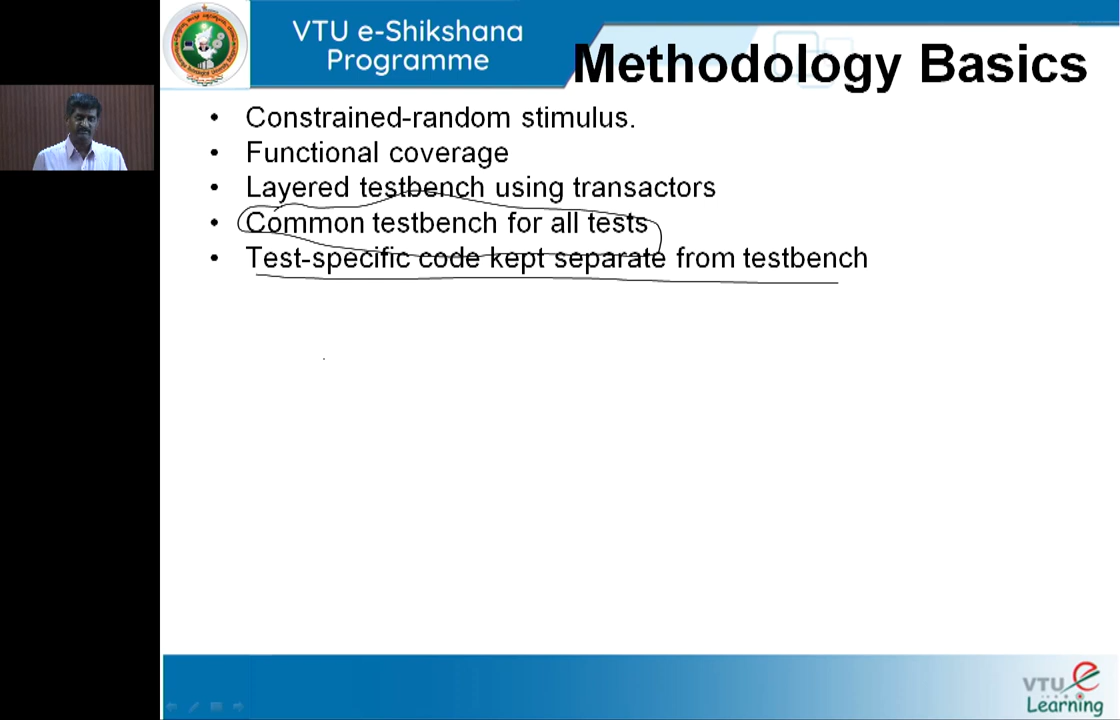 VTU e-Shikshana
Programme
Methodology Basics
• Constrained-random stimulus.
• Functional coverage
• Layered testbench using transactors
• Common testbench for all tests
• Test-specific code kept separate from testbench
VTU e
Learning